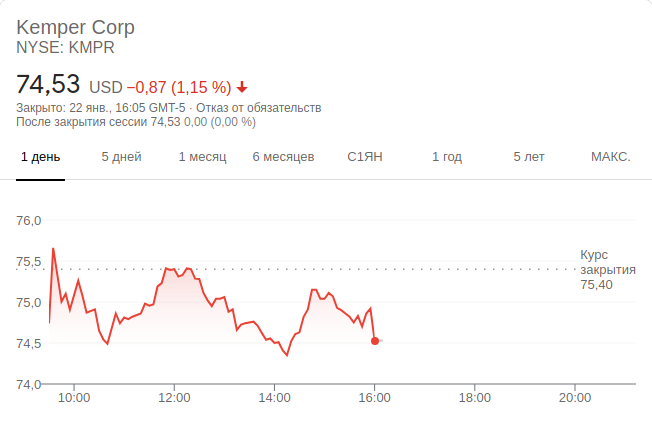 Kemper Corp
NYSE: KMPR
74,53 USD −0,87 (1,15 %)
Закрыто: 22 янв., 16:05 GMT-5 · Отказ от обязательств
После закрытия сессии 74,53 0,00 (0,00 %)
1 день 5 дней 1 месяц 6 месяцев С1ЯН 1 год 5 лет МАКС.
76,0
75,5
75,0
74,5
74,0
Курс
закрытия
75,40
10:00 12:00 14:00 16:00 18:00 20:00